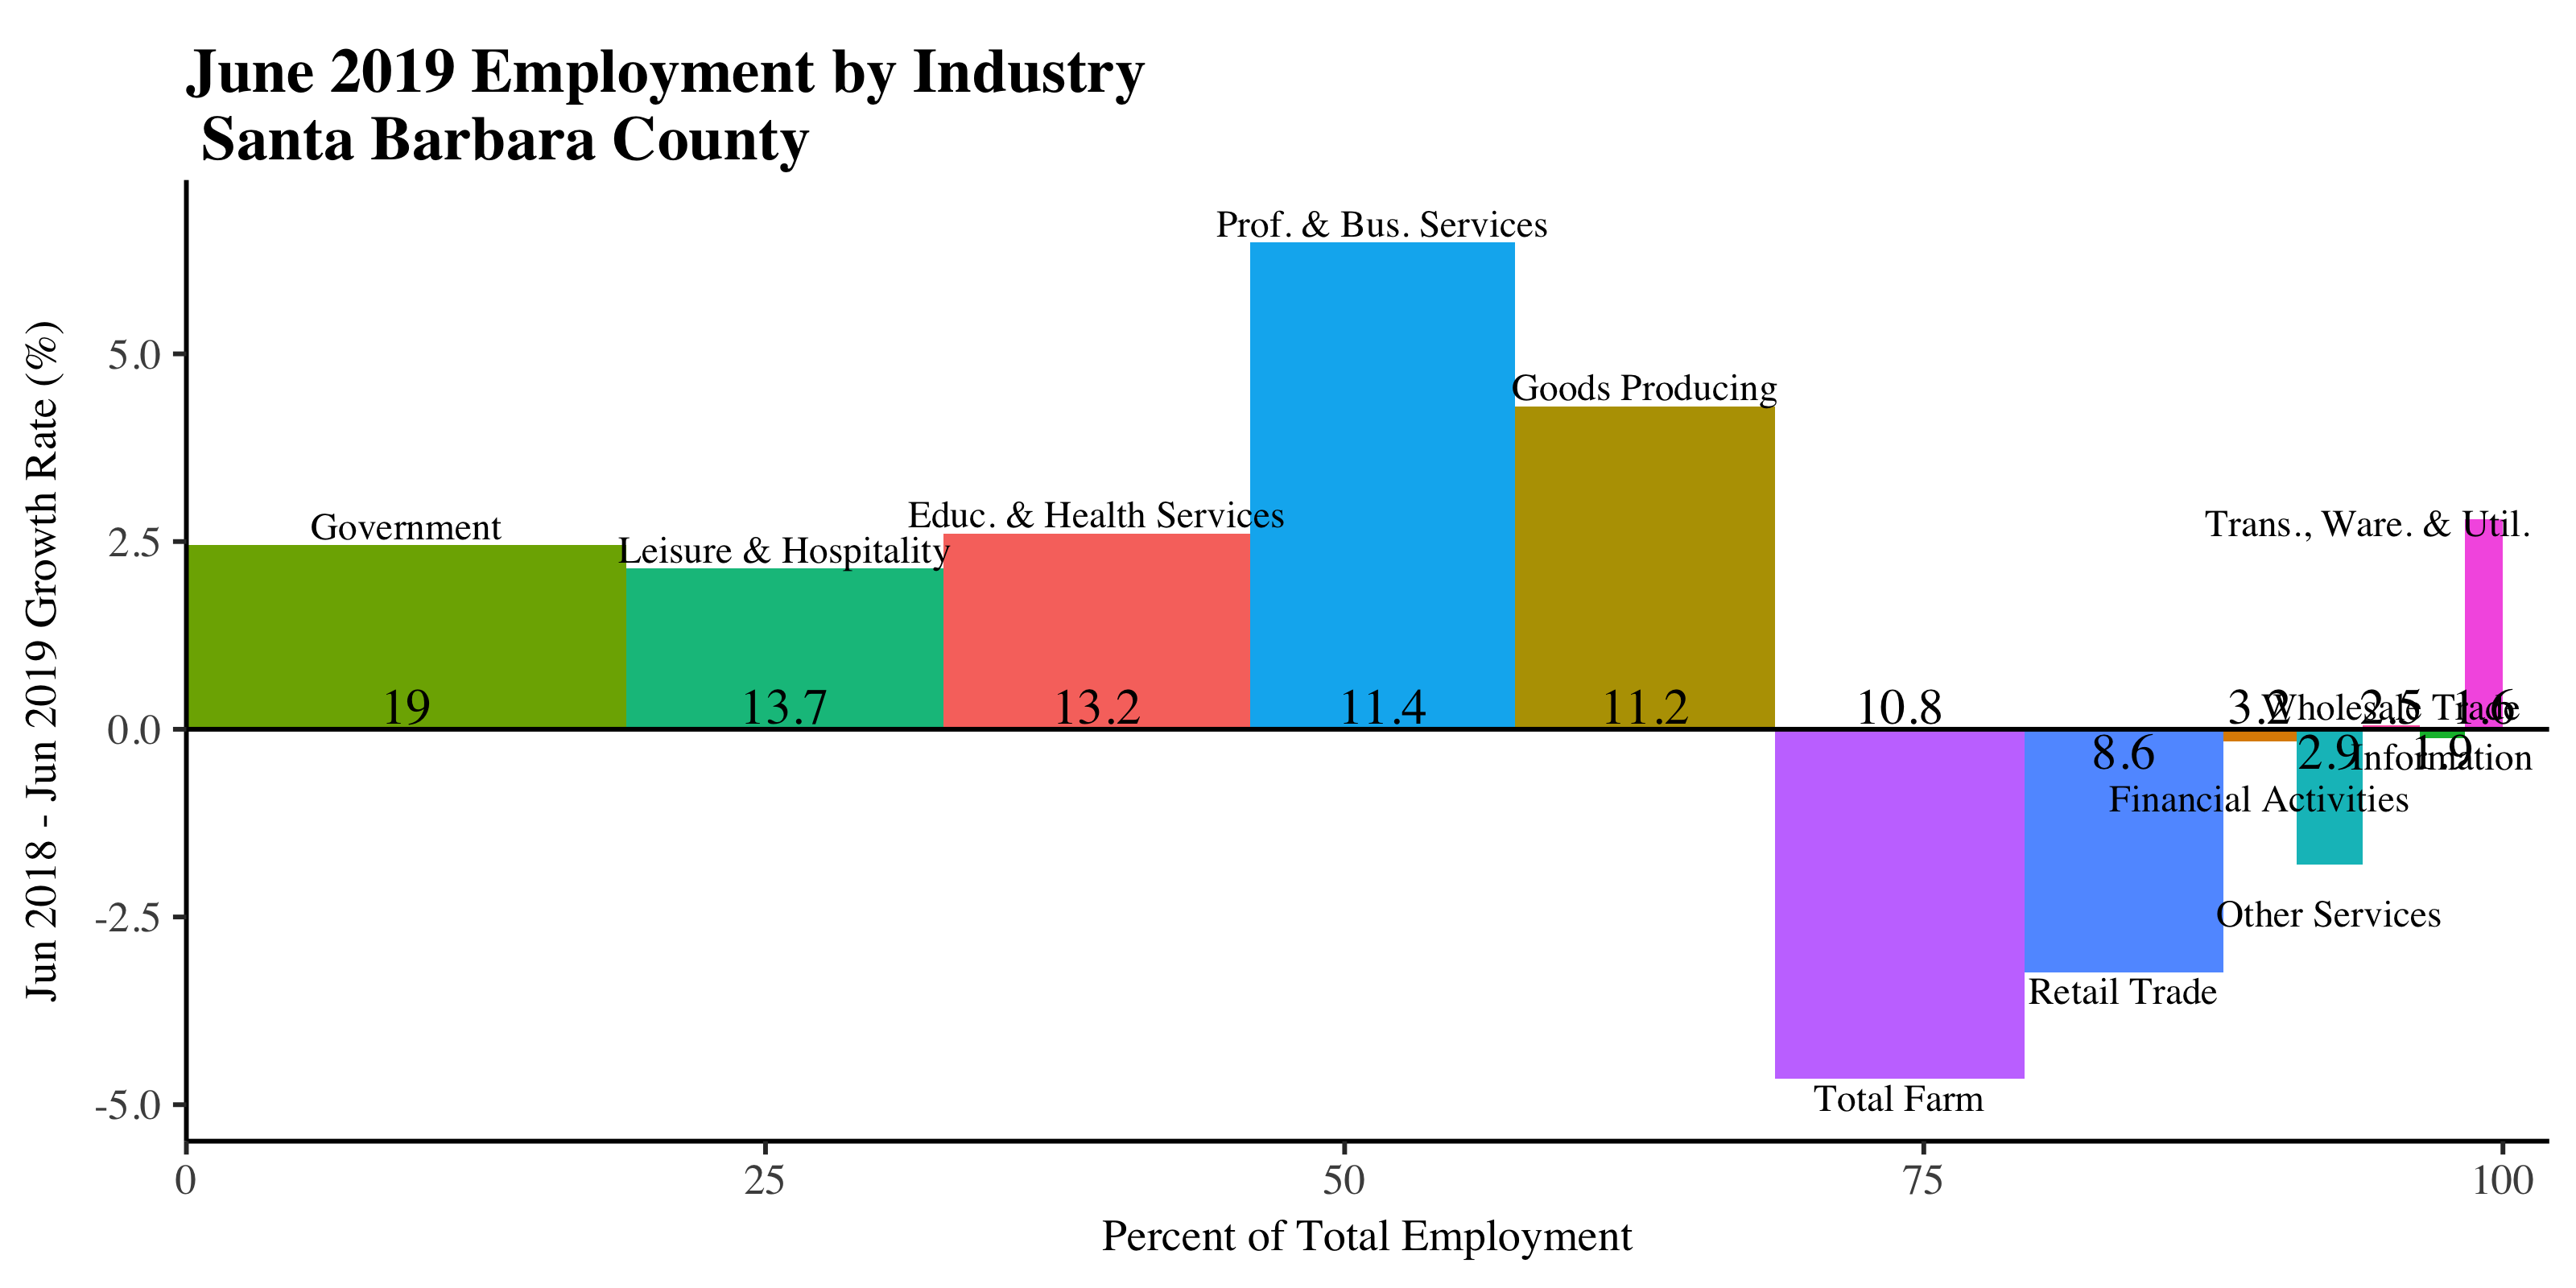 June 2019 Employment by Industry
Santa Barbara County
Jun 2018 - Jun 2019 Growth Rate (%)
5.0
2.5
0.0
-2.5
-5.0
Prof. & Bus. Services
Goods Producing
Educ. & Health Services
Government
Leisure & Hospitality
Trans., Ware. & Util.
19
13.7
13.2
11.4
11.2
10.8
3.2
Wholesale Trade
2.5
1.6
8.6
2.9
Information
1.9
Financial Activities
Other Services
Retail Trade
Total Farm
0
25
50
75
100
Percent of Total Employment